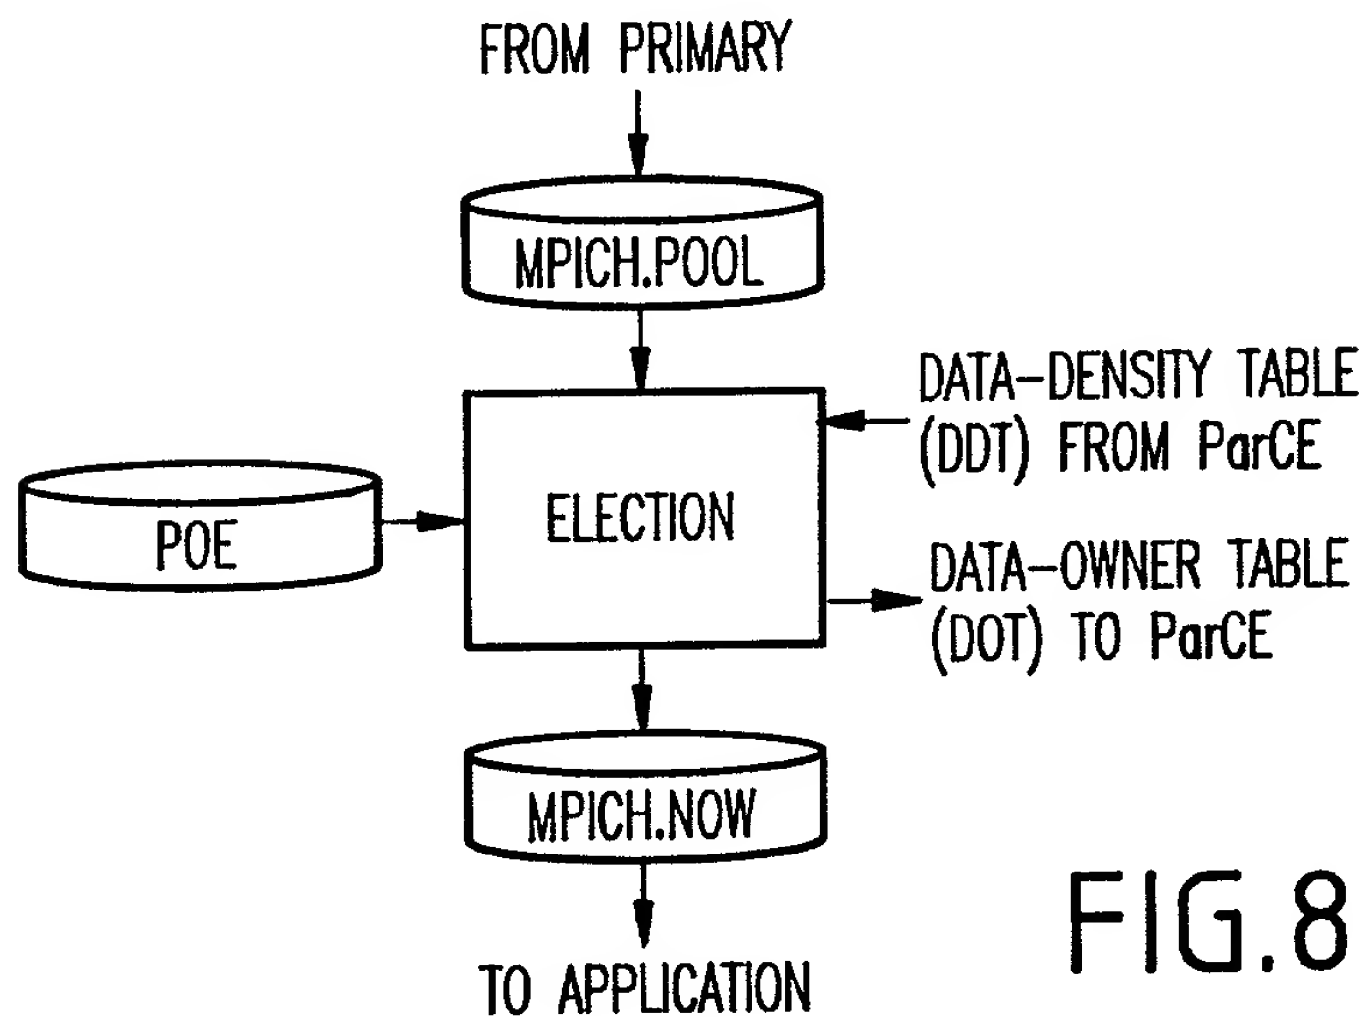 FROM PRIMARY
MPICH.POOL
DATA-DENSITY TABLE
(DDT) FROM ParCE
ELECTION
POE
DATA-OWNER TABLE
(DOT) TO ParCE
MPICH.NOW
TO APPLICATION
FIG.8